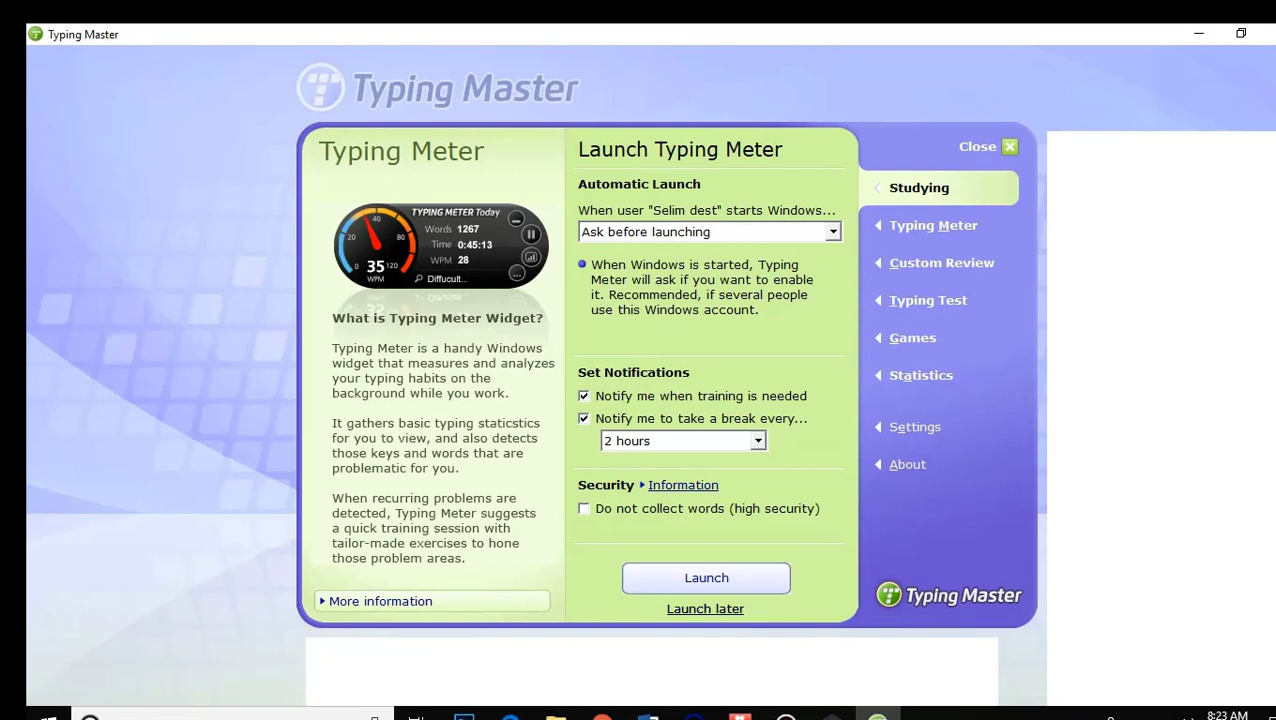 Typing Master
Typing Master
Typing Meter
TYPING METER Today
Words 1267
Time 0:45:13
WPM 28
Diffucult...
0
20
40
80
120
35
WPM
What is Typing Meter Widget?
Typing Meter is a handy Windows
widget that measures and analyzes
your typing habits on the
background while you work.
It gathers basic typing staticstics
for you to view, and also detects
those keys and words that are
problematic for you.
When recurring problems are
detected, Typing Meter suggests
a quick training session with
tailor-made exercises to hone
those problem areas.
More information
Launch Typing Meter
Automatic Launch
When user "Selim dest" starts Windows...
Ask before launching
When Windows is started, Typing
Meter will ask if you want to enable
it. Recommended, if several people
use this Windows account.
Set Notifications
Notify me when training is needed
Notify me to take a break every...
2 hours
Security Information
Do not collect words (high security)
Launch
Launch later
Close
Studying
Typing Meter
Custom Review
Typing Test
Games
Statistics
Settings
About
Typing Master
8:23 AM